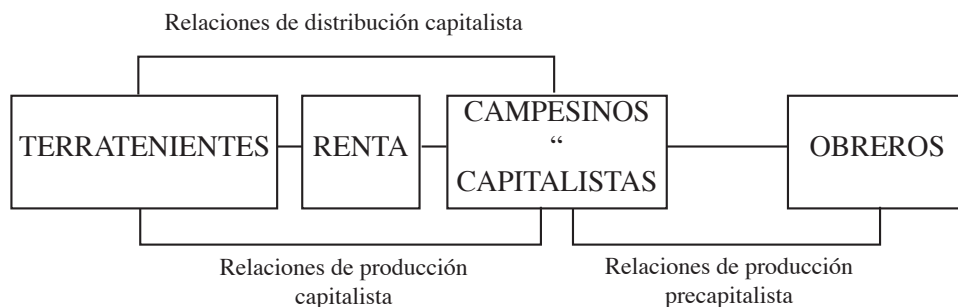 Relaciones de distribución capitalista
TERRATENIENTES
RENTA
CAMPESINOS
“
CAPITALISTAS
OBREROS
Relaciones de producción
capitalista
Relaciones de producción
precapitalista